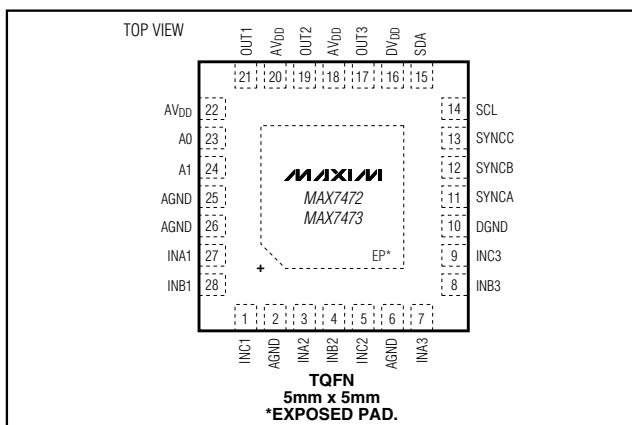 TOP VIEW
OUT1
AVDD
OUT2
AVDD
OUT3
DVDD
SDA
21 20 19 18 17 16 15
AVDD 22
A0 23
A1 24
AGND 25
AGND 26
INA1 27
INB1 28
14 SCL
13 SYNCC
12 SYNCB
11 SYNCA
10 DGND
9 INC3
8 INB3
MAXIM
MAX7472
MAX7473
EP*
+
1 2 3 4 5 6 7
INC1
AGND
INA2
INB2
INC2
AGND
INA3
TQFN
5mm x 5mm
*EXPOSED PAD.